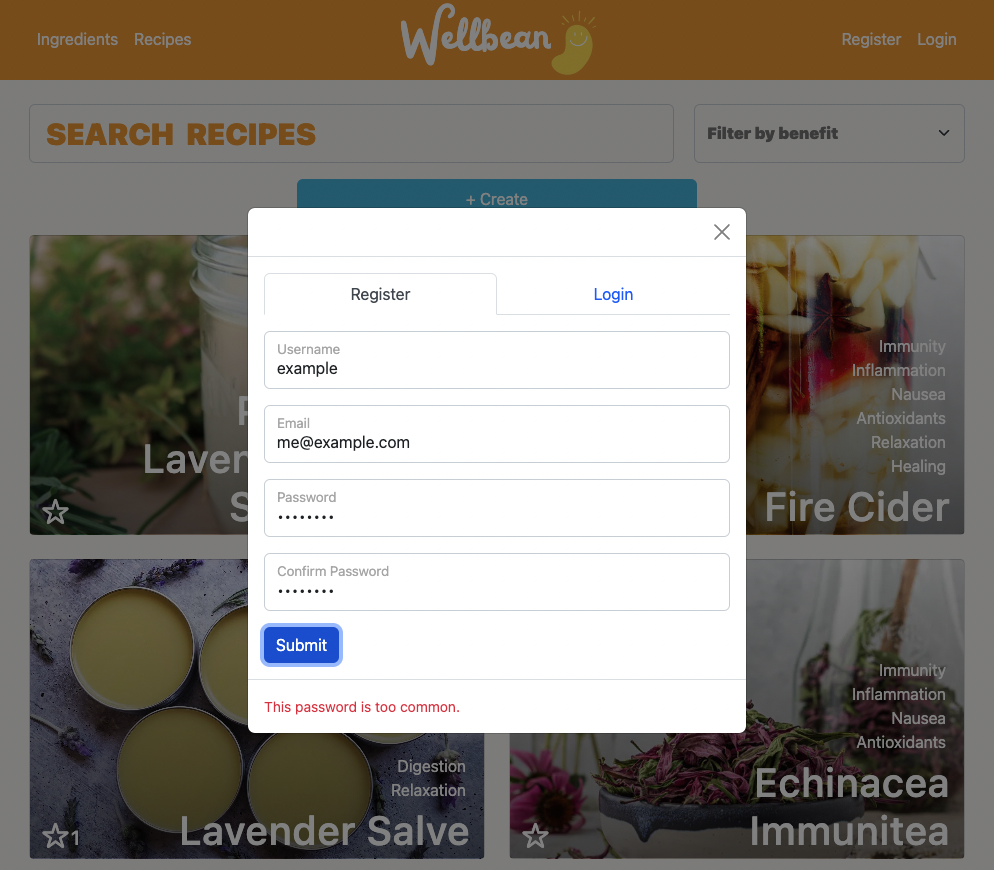 Ingredients Recipes
Wellbean
Register Login
SEARCH RECIPES
Filter by benefit
+ Create
Register
Login
Username
example
Email
me@example.com
Password
••••••••
Confirm Password
••••••••
Submit
This password is too common.
Immunity
Inflammation
Nausea
Antioxidants
Relaxation
Healing
Fire Cider
Digestion
Relaxation
1
Lavender Salve
Immunity
Inflammation
Nausea
Antioxidants
Echinacea
Immunitea